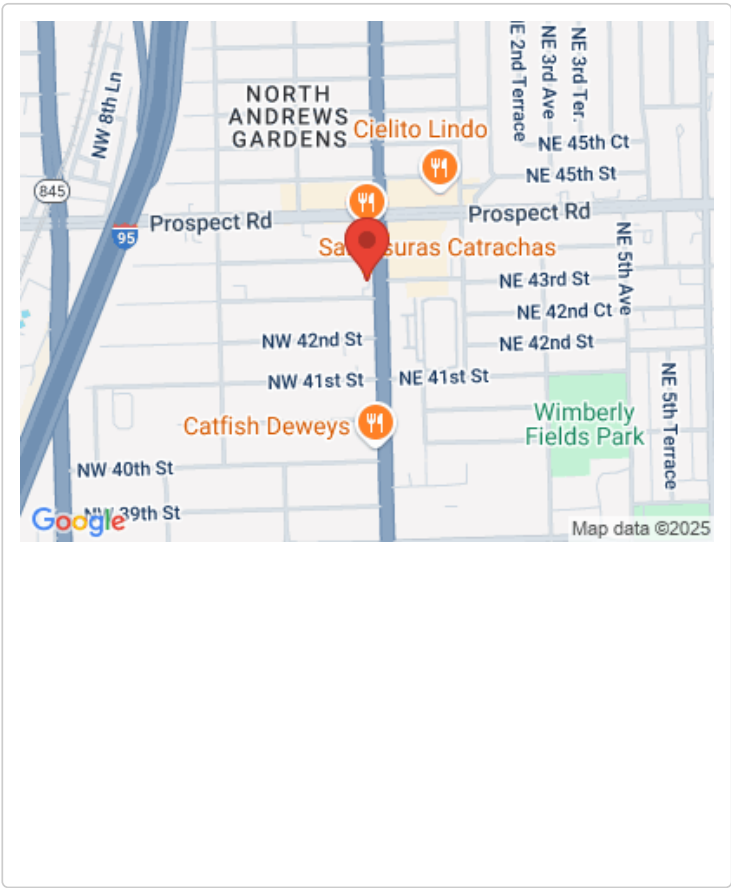 NE 2nd Terrace
NE 3rd Ave
NE 3rd Ter.
NW 8th Ln
NORTH
ANDREWS
GARDENS
Cielito Lindo
NE 45th Ct
NE 45th St
845
Prospect Rd
Prospect Rd
95
Catrachas
NE 5th Ave
NE 43rd St
NE 42nd Ct
NW 42nd St
NE 42nd St
NW 41st St
NE 41st St
NE 5th Terrace
Wimberly
Fields Park
Catfish Deweys
NW 40th St
NW 39th St
Google
Map data ©2025